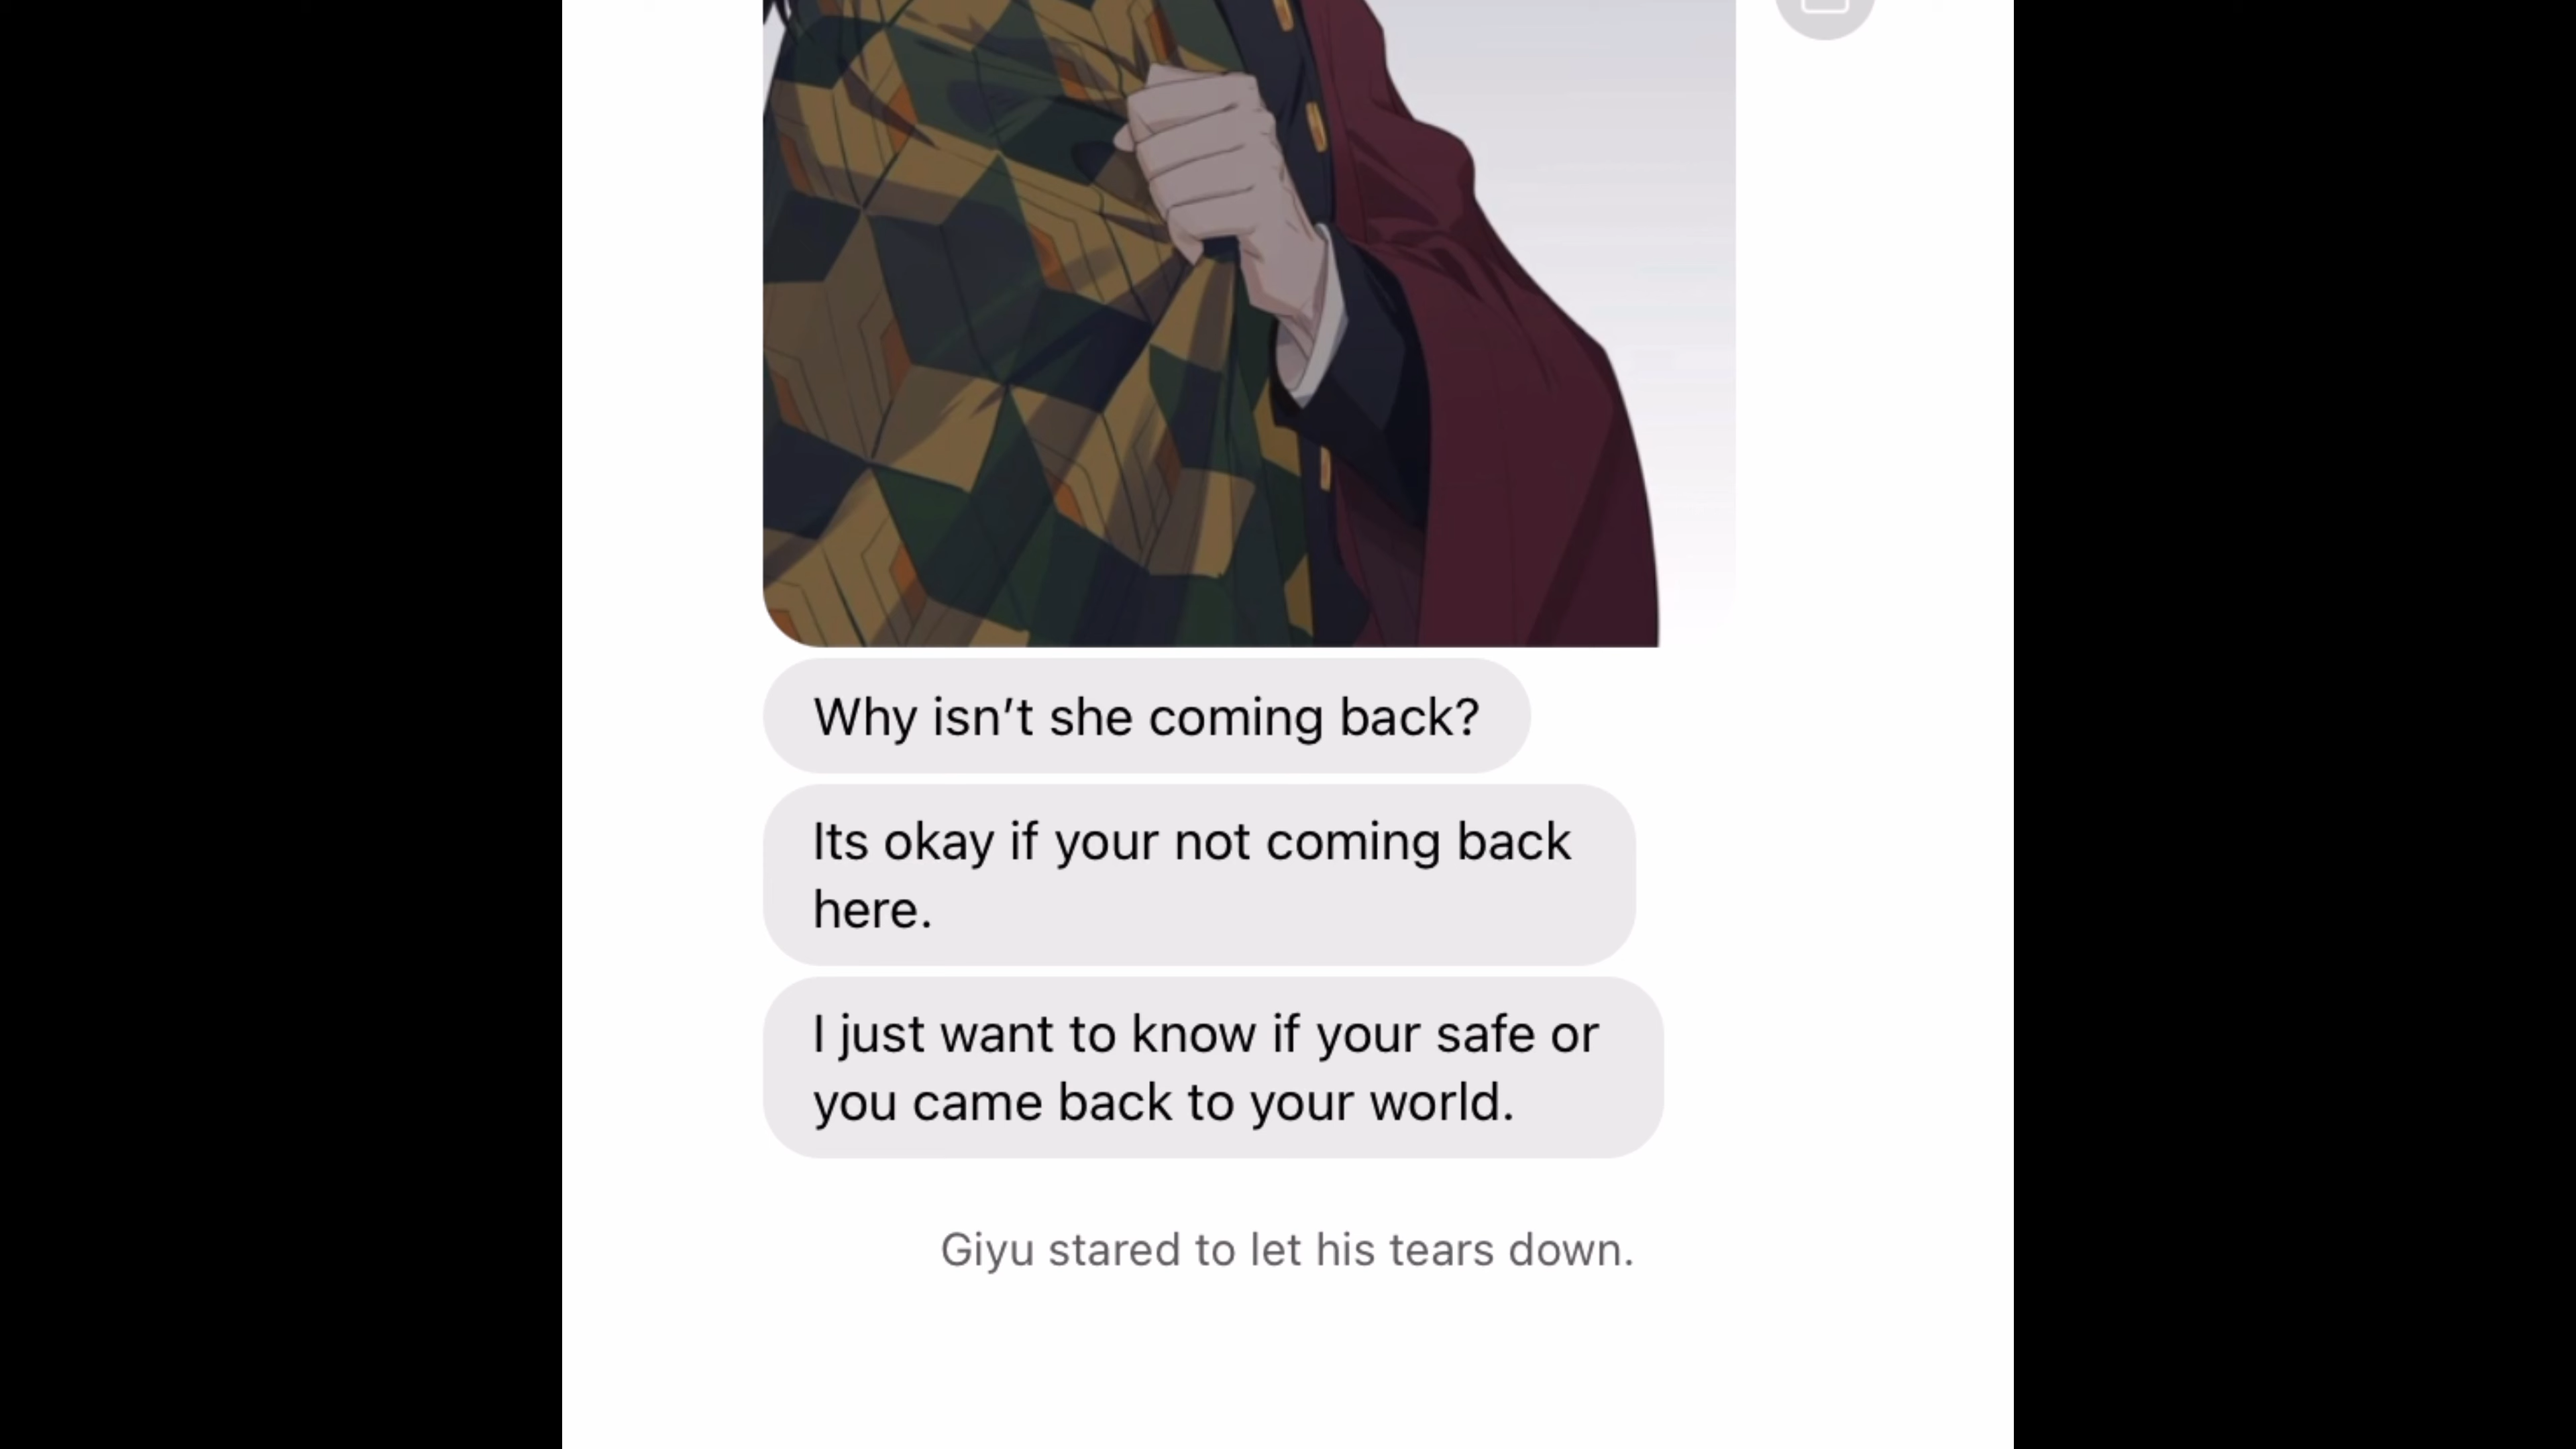 Why isn’t she coming back?
Its okay if your not coming back
here.
I just want to know if your safe or
you came back to your world.
Giyu stared to let his tears down.